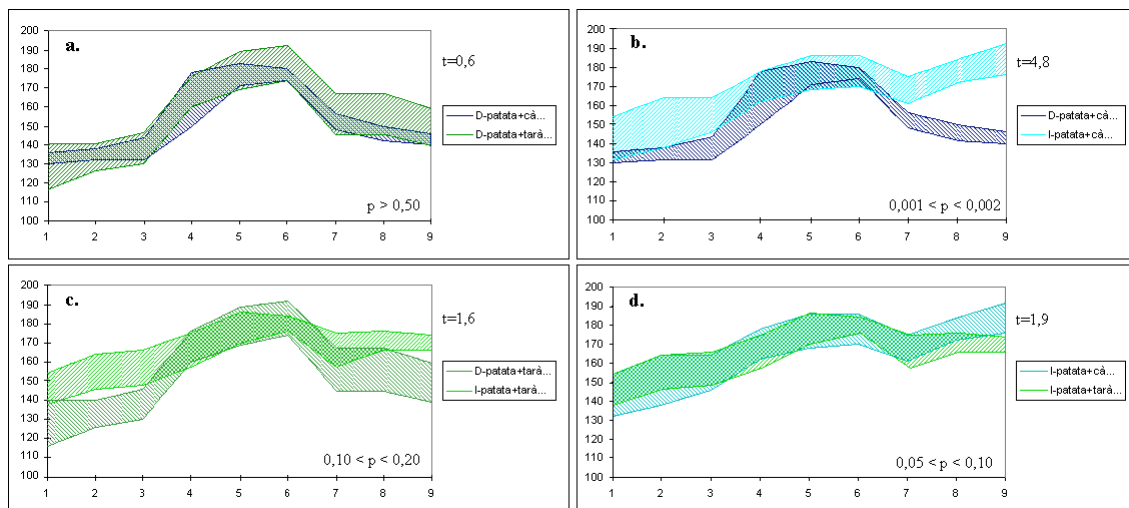 a.
t=0,6
200
190
180
170
160
150
140
130
120
110
100
1 2 3 4 5 6 7 8 9
D-patata+cà...
D-patata+tarà...
p > 0,50
b.
t=4,8
200
190
180
170
160
150
140
130
120
110
100
1 2 3 4 5 6 7 8 9
D-patata+cà...
I-patata+cà...
0,001 < p < 0,002
c.
t=1,6
200
190
180
170
160
150
140
130
120
110
100
1 2 3 4 5 6 7 8 9
D-patata+tarà...
I-patata+tarà...
0,10 < p < 0,20
d.
t=1,9
200
190
180
170
160
150
140
130
120
110
100
1 2 3 4 5 6 7 8 9
I-patata+cà...
I-patata+tarà...
0,05 < p < 0,10